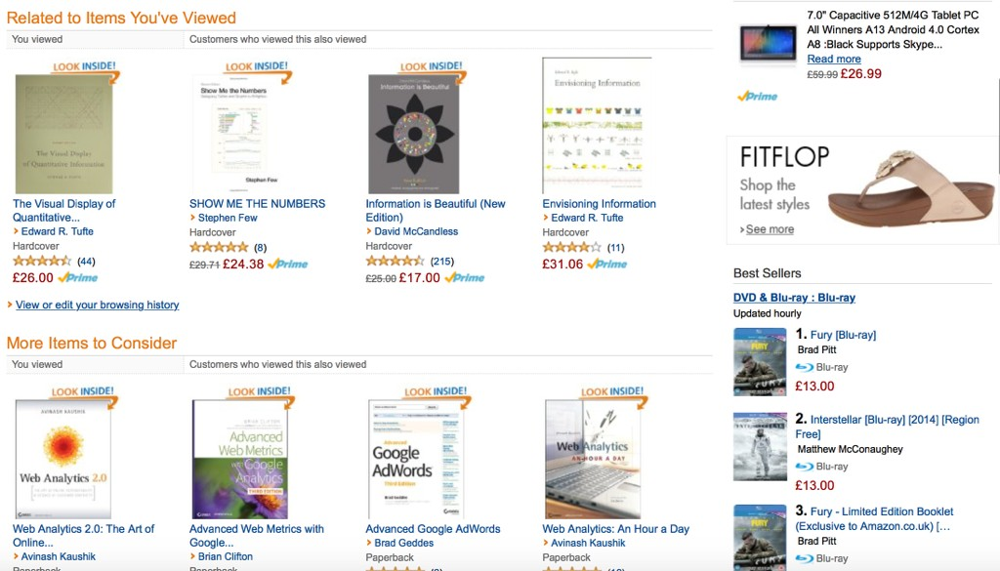 Related to Items You've Viewed
You viewed
Customers who viewed this also viewed
LOOK INSIDE!
The Visual Display of Quantitative Information
The Visual Display of
Quantitative...
Edward R. Tufte
Hardcover
(44)
£26.00 Prime
LOOK INSIDE!
Show Me the Numbers
Stephen Few
SHOW ME THE NUMBERS
Stephen Few
Hardcover
(8)
£29.71 £24.38 Prime
LOOK INSIDE!
Information is Beautiful
Information is Beautiful (New
Edition)
David McCandless
Hardcover
(215)
£25.00 £17.00 Prime
Envisioning Information
Envisioning Information
Edward R. Tufte
Hardcover
(11)
£31.06 Prime
View or edit your browsing history
More Items to Consider
You viewed
Customers who viewed this also viewed
LOOK INSIDE!
AVINASH KAUSHIK
Web Analytics 2.0
Web Analytics 2.0: The Art of
Online...
Avinash Kaushik
Paperback
LOOK INSIDE!
BRIAN CLIFTON
Advanced
Web Metrics
with Google
Analytics
THIRD EDITION
Advanced Web Metrics with
Google...
Brian Clifton
Paperback
LOOK INSIDE!
Advanced
Google
AdWords
Third Edition
Brad Geddes
Advanced Google AdWords
Brad Geddes
Paperback
LOOK INSIDE!
Web Analytics
AN HOUR A DAY
Web Analytics: An Hour a Day
Avinash Kaushik
Paperback
7.0" Capacitive 512M/4G Tablet PC
All Winners A13 Android 4.0 Cortex
A8 :Black Supports Skype...
Read more
£59.99 £26.99
Prime
FITFLOP
Shop the
latest styles
See more
Best Sellers
DVD & Blu-ray : Blu-ray
Updated hourly
FURY
1. Fury [Blu-ray]
Brad Pitt
Blu-ray
£13.00
INTERSTELLAR
2. Interstellar [Blu-ray] [2014] [Region
Free]
Matthew McConaughey
Blu-ray
£13.00
FURY
3. Fury - Limited Edition Booklet
(Exclusive to Amazon.co.uk) [...
Brad Pitt
Blu-ray